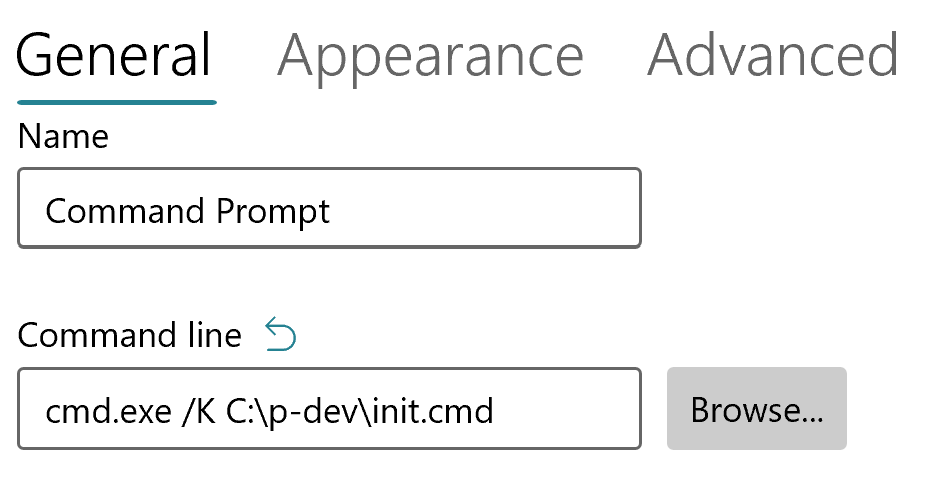 General Appearance Advanced
Name
Command Prompt
Command line
cmd.exe /K C:\p-dev\init.cmd Browse...